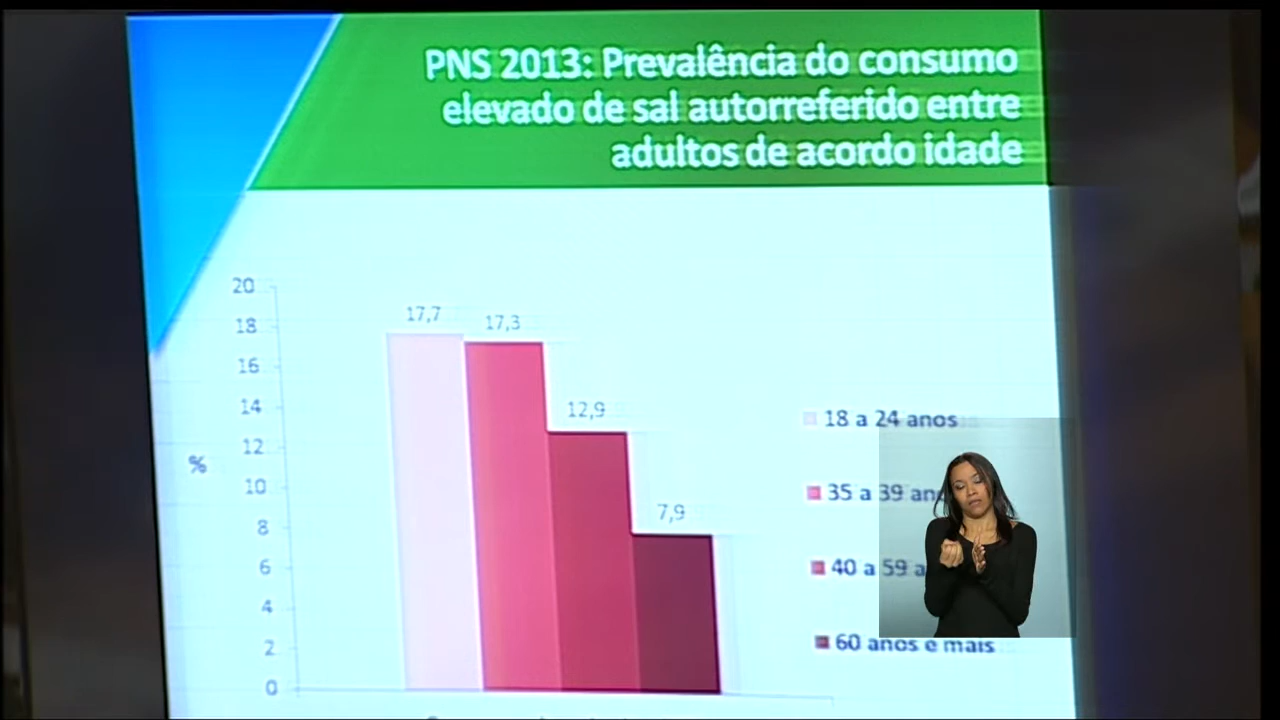 PNS 2013: Prevalência do consumo
elevado de sal autorreferido entre
adultos de acordo idade
20
18
16
14
12
10
8
6
4
2
0
%
17,7
17,3
12,9
7,9
18 a 24 anos
35 a 39
40 a 59
60 anos e mais